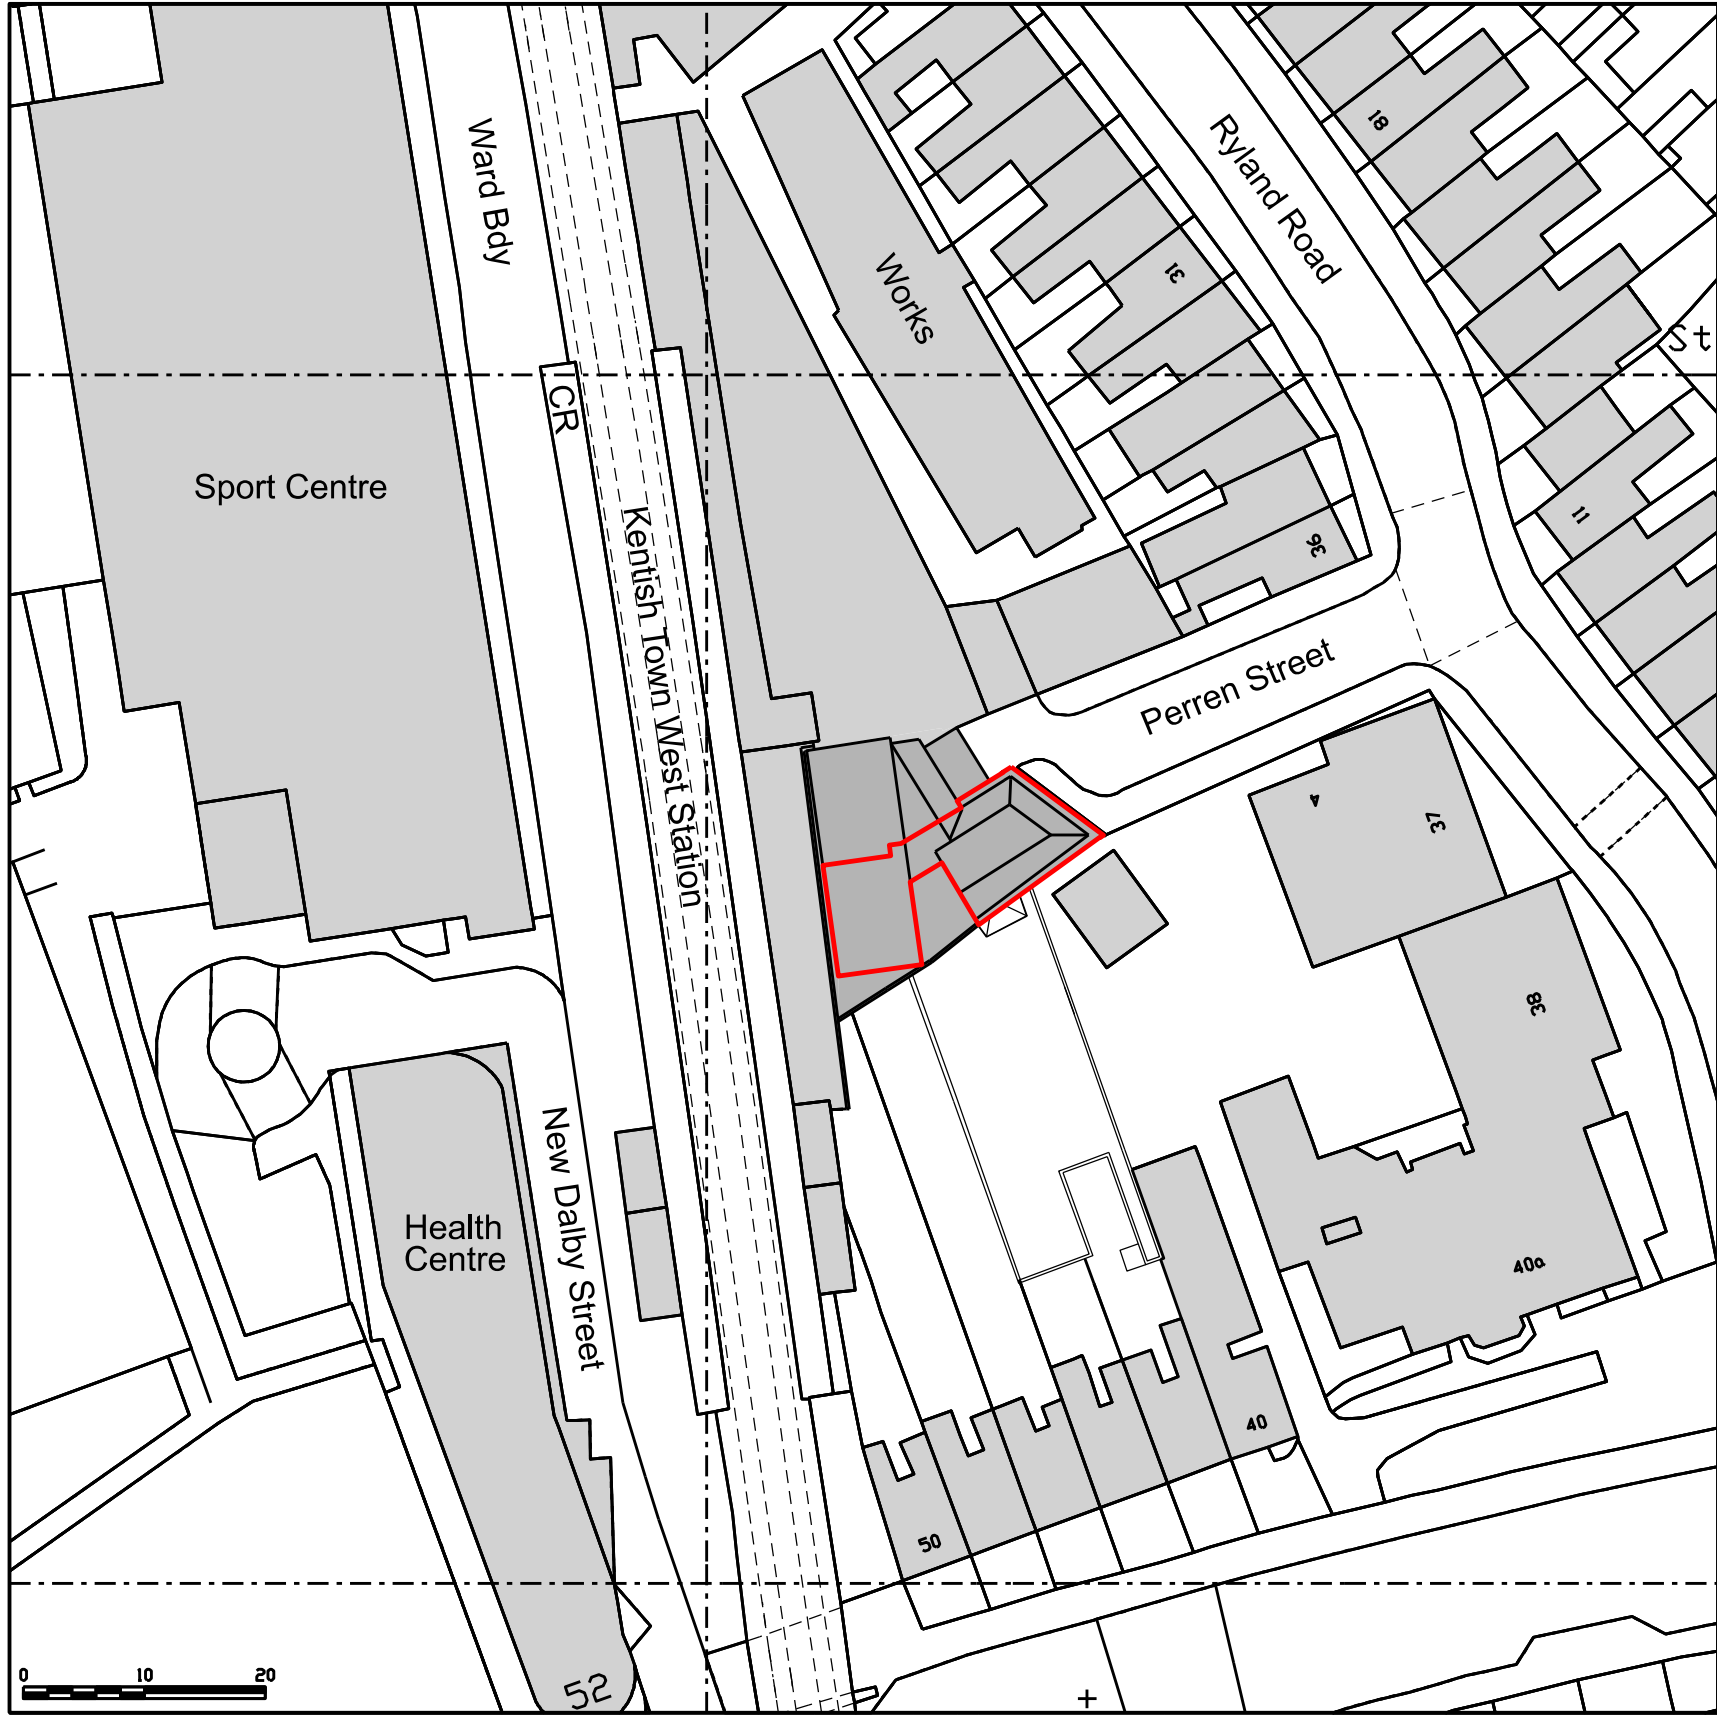 Ward Bdy
Ryland Road
18
Works
31
St
CR
Sport Centre
Kentish Town West Station
11
36
Perren Street
4
37
38
New Dalby Street
Health
Centre
40a
40
50
52
0 10 20